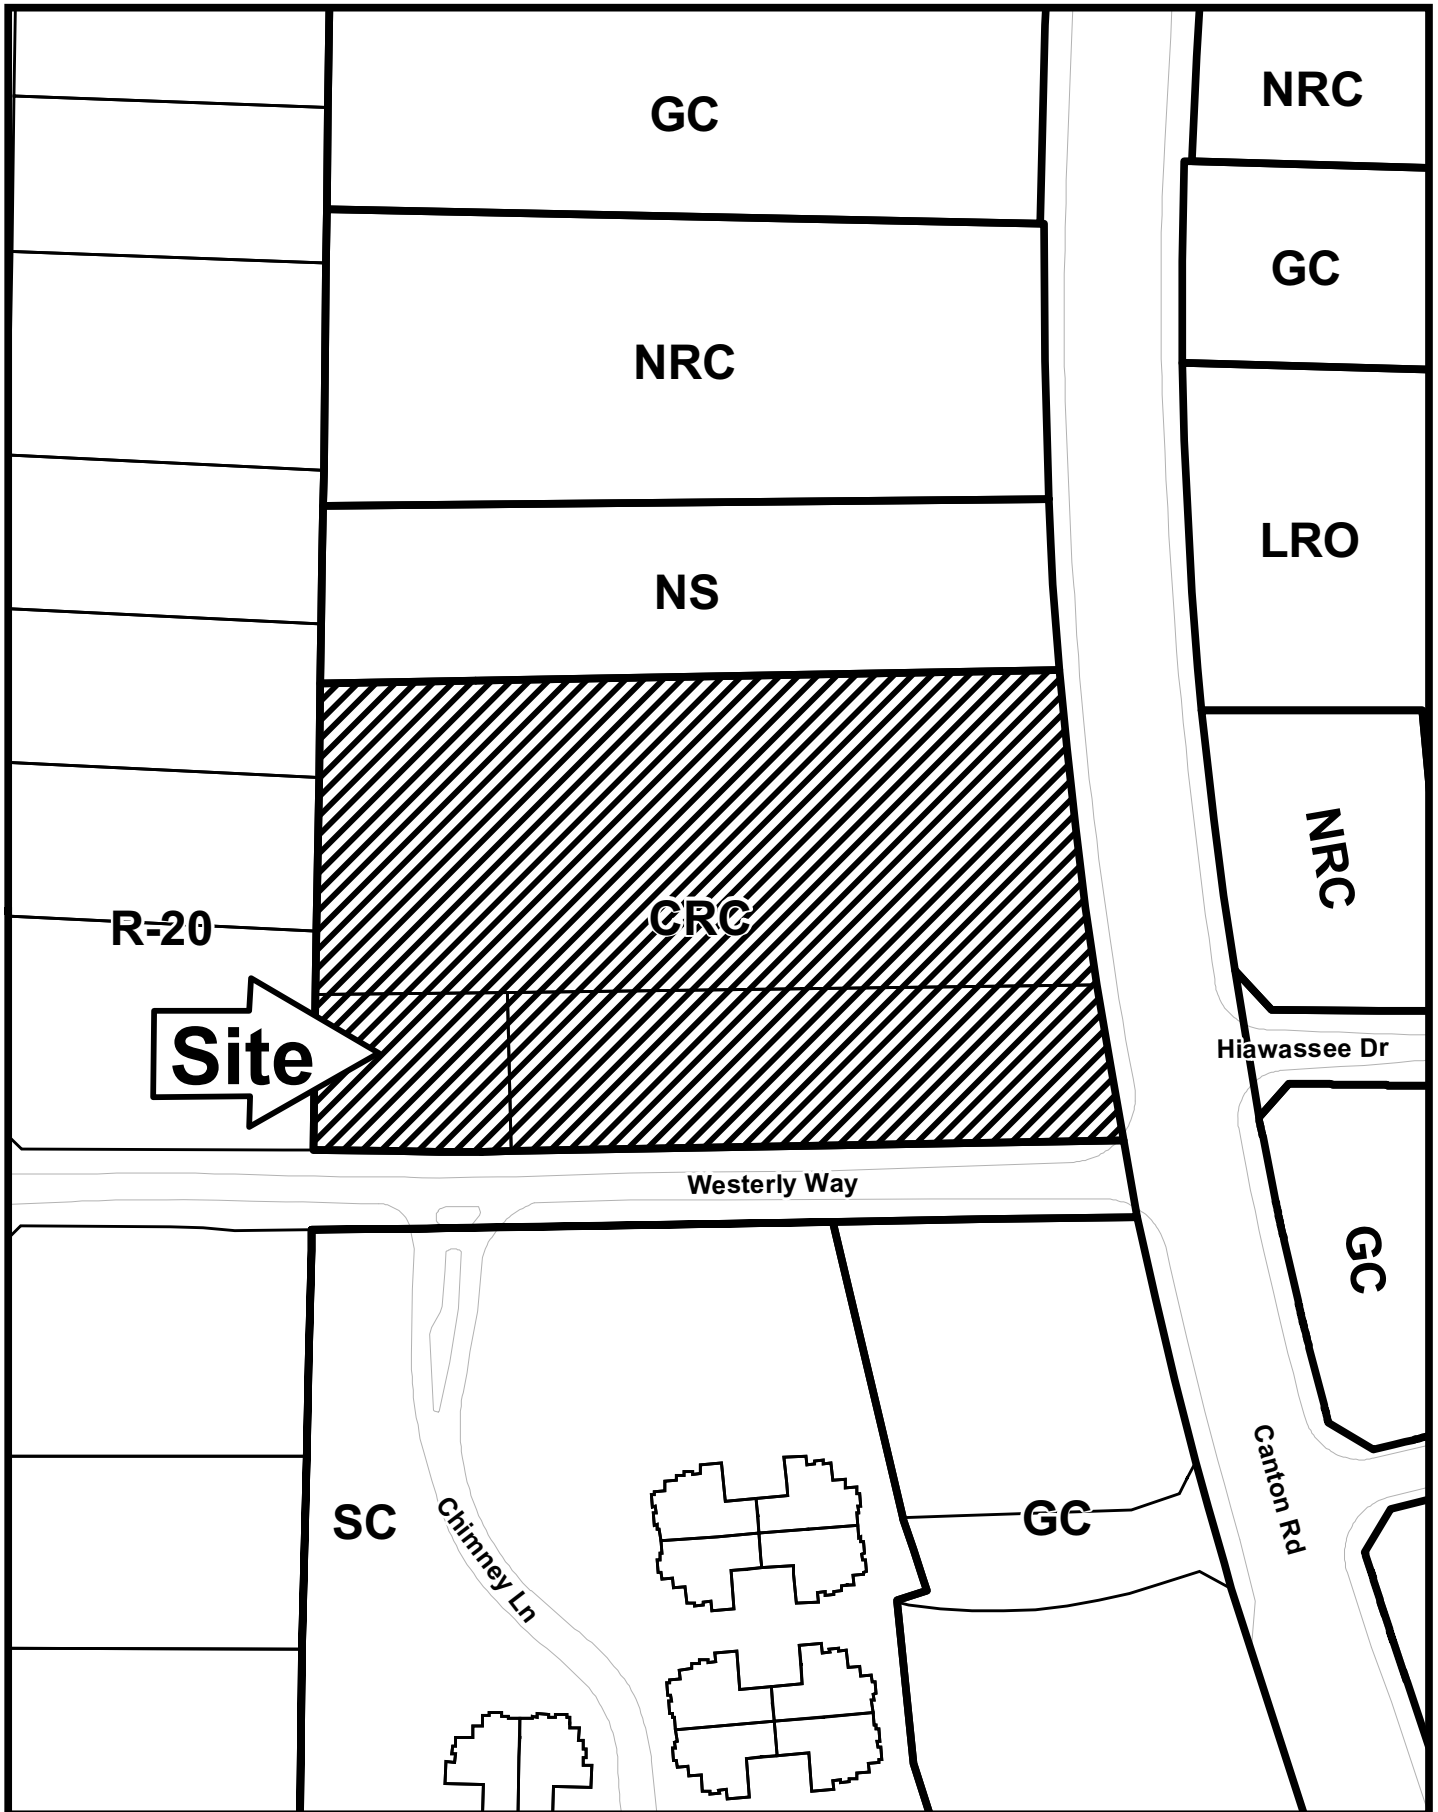 GC
NRC
NRC
GC
NS
LRO
NRC
CRC
R-20
Site
Hiawassee Dr
Westerly Way
GC
SC
Chimney Ln
GC
Canton Rd